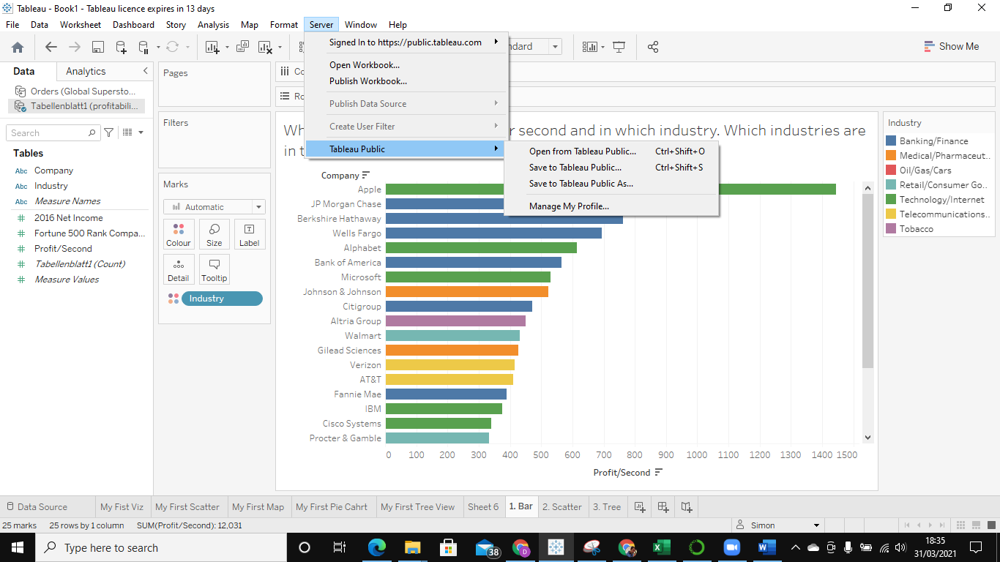 Tableau - Book1 - Tableau licence expires in 13 days
File Data Worksheet Dashboard Story Analysis Map Format Server Window Help
Show Me
Signed In to https://public.tableau.com
Open Workbook...
Publish Workbook...
Publish Data Source
Create User Filter
Tableau Public
Open from Tableau Public... Ctrl+Shift+O
Save to Tableau Public... Ctrl+Shift+S
Save to Tableau Public As...
Manage My Profile...
Data Analytics
Orders (Global Supersto...
Tabellenblatt1 (profitabili...
Search
Tables
Abc Company
Abc Industry
Abc Measure Names
2016 Net Income
Fortune 500 Rank Compa...
Profit/Second
Tabellenblatt1 (Count)
Measure Values
Pages
Filters
Marks
Automatic
Colour Size Label
Detail Tooltip
Industry
second and in which industry. Which industries are
Company
Apple
JP Morgan Chase
Berkshire Hathaway
Wells Fargo
Alphabet
Bank of America
Microsoft
Johnson & Johnson
Citigroup
Altria Group
Walmart
Gilead Sciences
Verizon
AT&T
Fannie Mae
IBM
Cisco Systems
Procter & Gamble
0 100 200 300 400 500 600 700 800 900 1000 1100 1200 1300 1400 1500
Profit/Second
Industry
Banking/Finance
Medical/Pharmaceut...
Oil/Gas/Cars
Retail/Consumer Go...
Technology/Internet
Telecommunications...
Tobacco
Data Source My Fist Viz My First Scatter My First Map My First Pie Cahrt My First Tree View Sheet 6 1. Bar 2. Scatter 3. Tree
25 marks 25 rows by 1 column SUM(Profit/Second): 12,031
Simon
Type here to search
38
D
18:35
31/03/2021